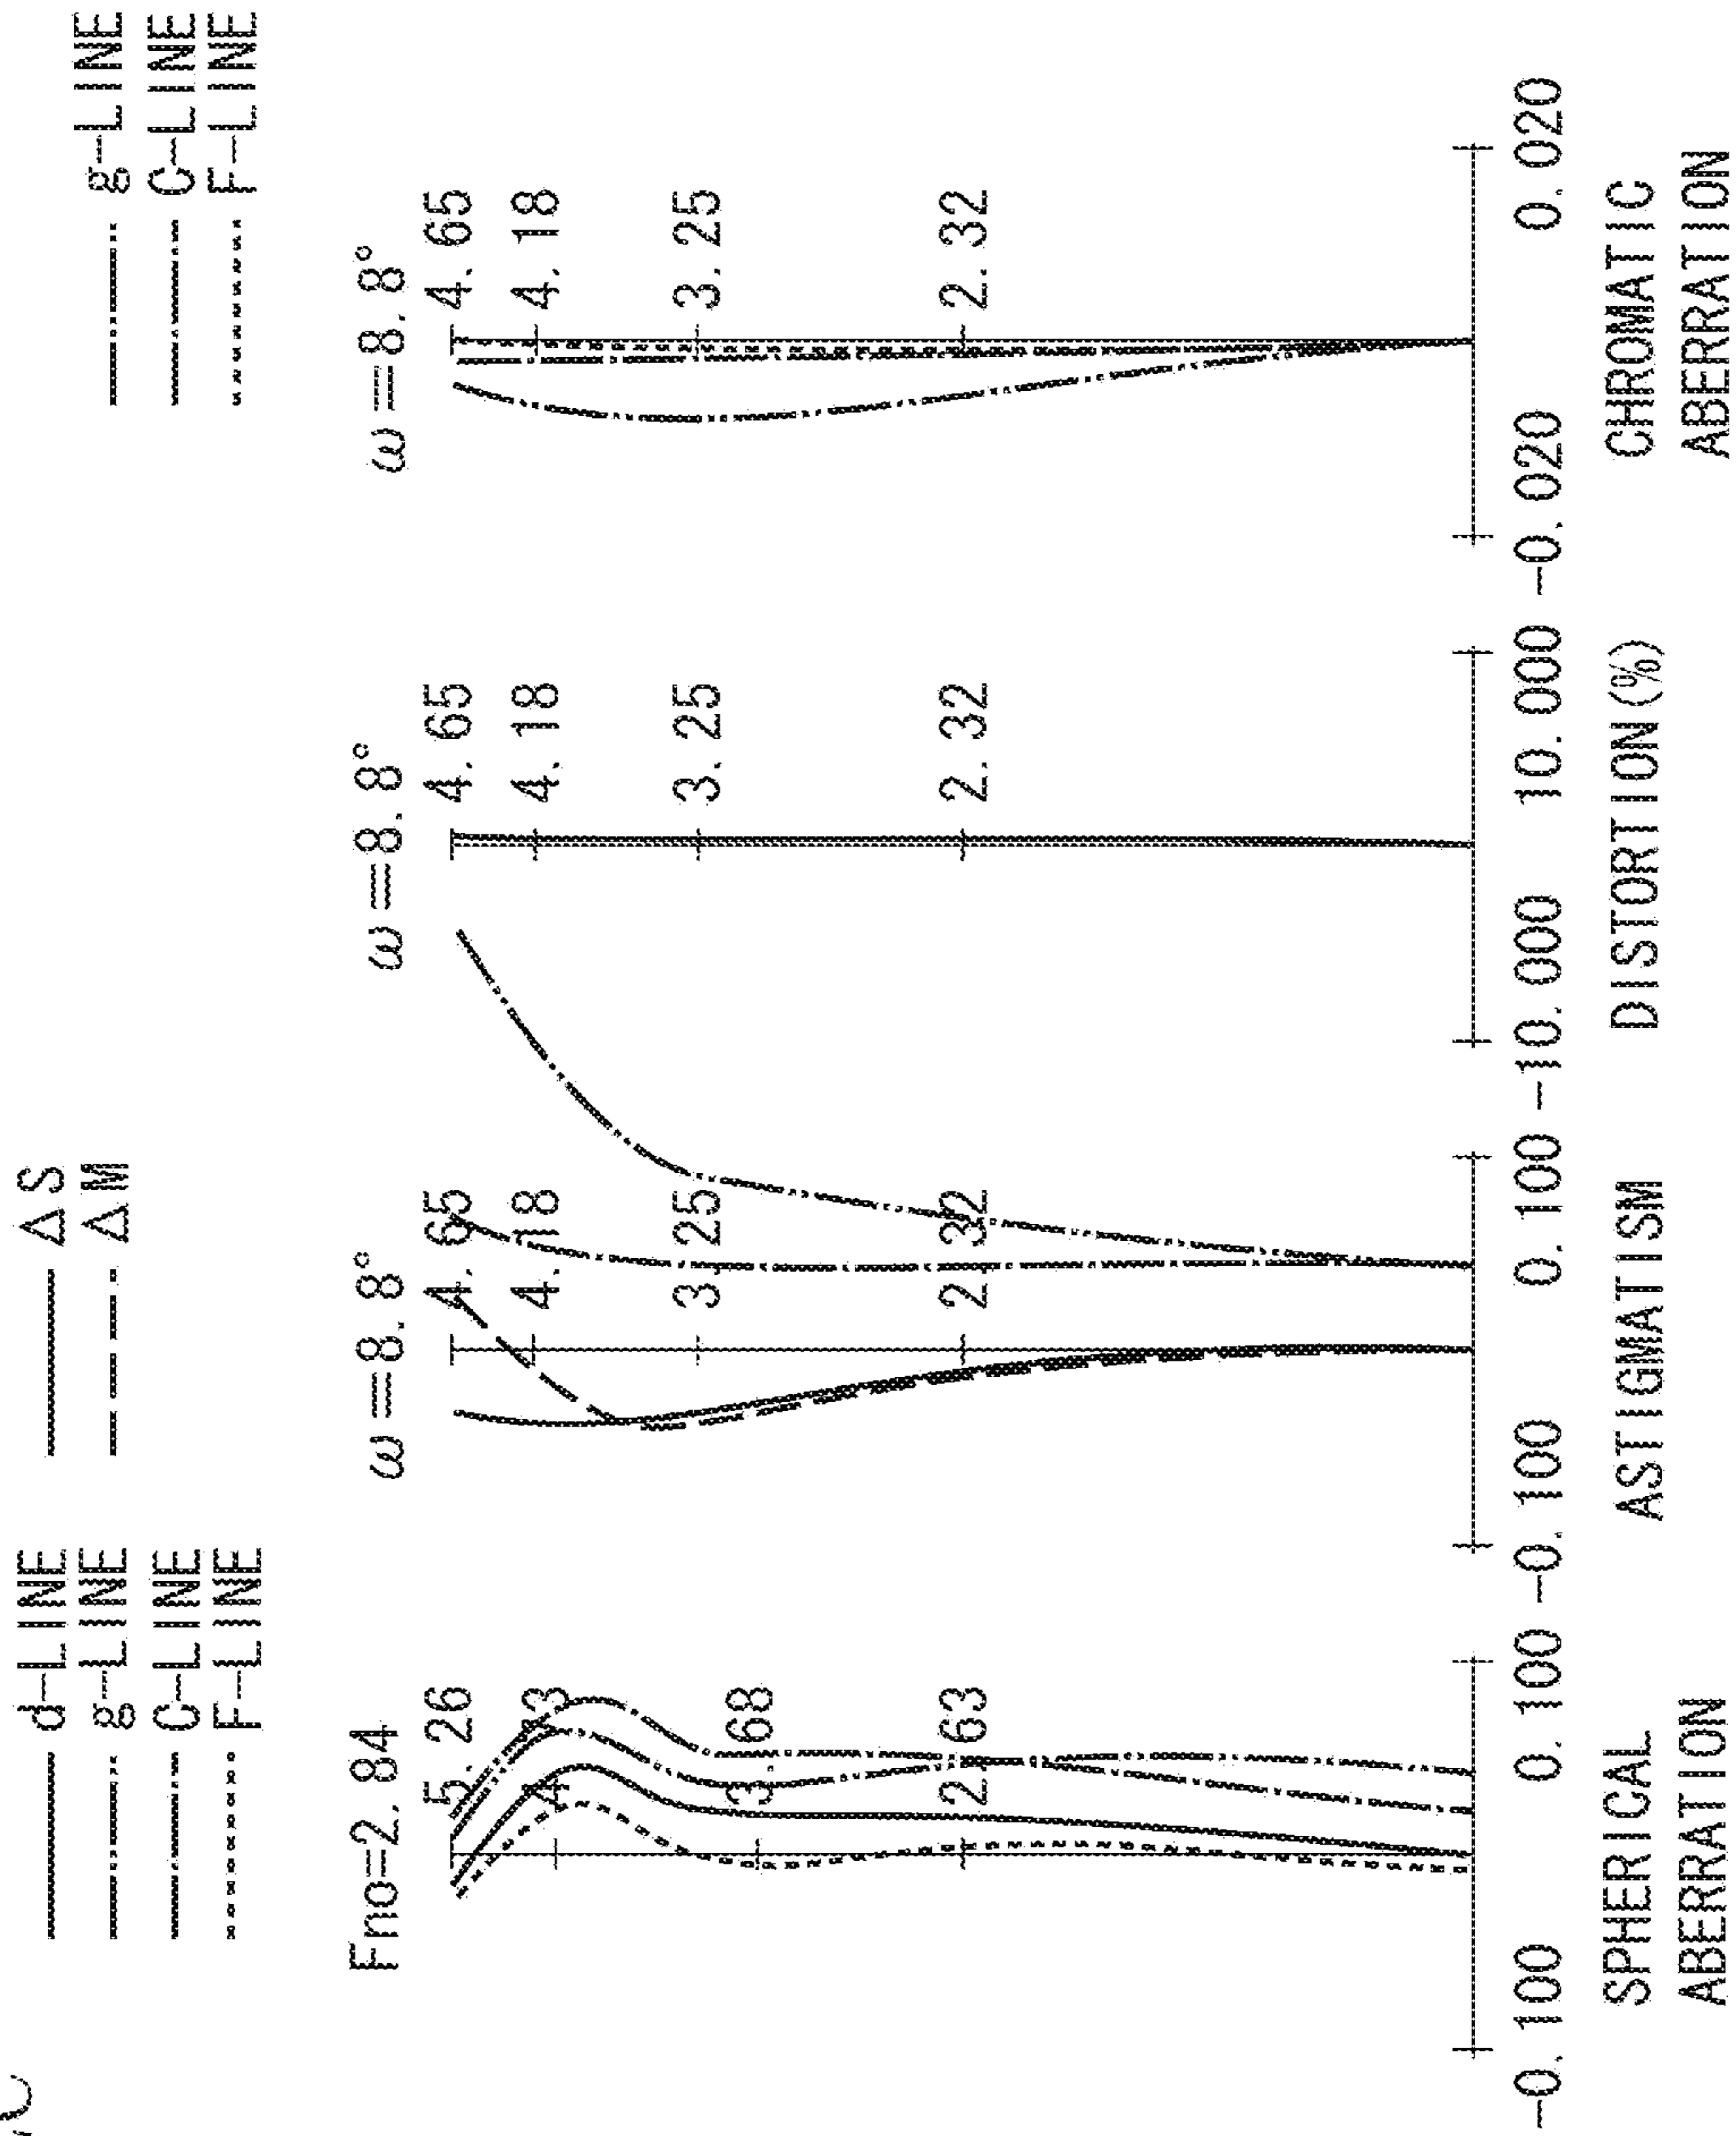 d-LINE
g-LINE
C-LINE
F-LINE
ΔS
ΔM
g-LINE
C-LINE
F-LINE
Fno=2.84
5.26
3.68
2.63
-0.100
0.100
SPHERICAL
ABERRATION
ω=8.8°
4.65
4.18
3.25
2.32
-0.100
0.100
ASTIGMATISM
ω=8.8°
4.65
4.18
3.25
2.32
-10.000
10.000
DISTORTION(%)
ω=8.8°
4.65
4.18
3.25
2.32
-0.020
0.020
CHROMATIC
ABERRATION